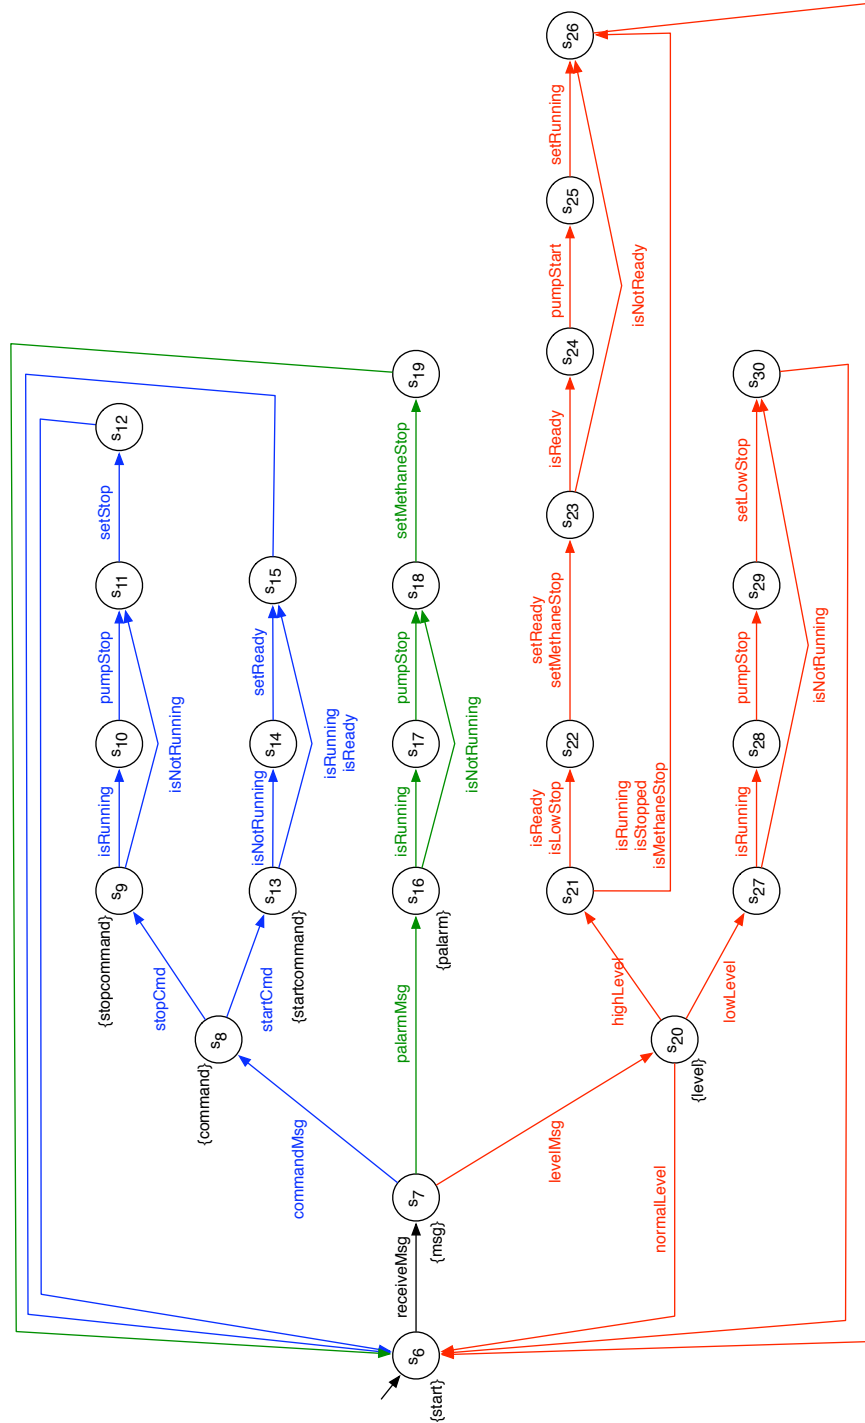 {stopcommand}
s9
isRunning
s10
pumpStop
s11
setStop
s12
isNotRunning
stopCmd
{command}
s8
startCmd
s13
{startcommand}
isNotRunning
s14
setReady
s15
isRunning
isReady
commandMsg
s6
{start}
receiveMsg
s7
{msg}
palarmMsg
s16
{palarm}
isRunning
s17
pumpStop
s18
setMethaneStop
s19
isNotRunning
levelMsg
s20
{level}
normalLevel
highLevel
s21
isReady
isLowStop
s22
setReady
setMethaneStop
s23
isReady
s24
pumpStart
s25
setRunning
s26
isNotReady
isRunning
isStopped
isMethaneStop
lowLevel
s27
isRunning
s28
pumpStop
s29
setLowStop
s30
isNotRunning